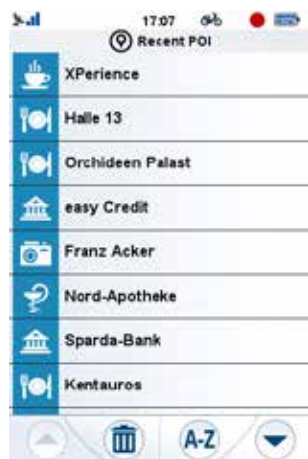 17:07
Recent POI
XPerience
Halle 13
Orchideen Palast
easy Credit
Franz Acker
Nord-Apotheke
Sparda-Bank
Kentauros
A-Z